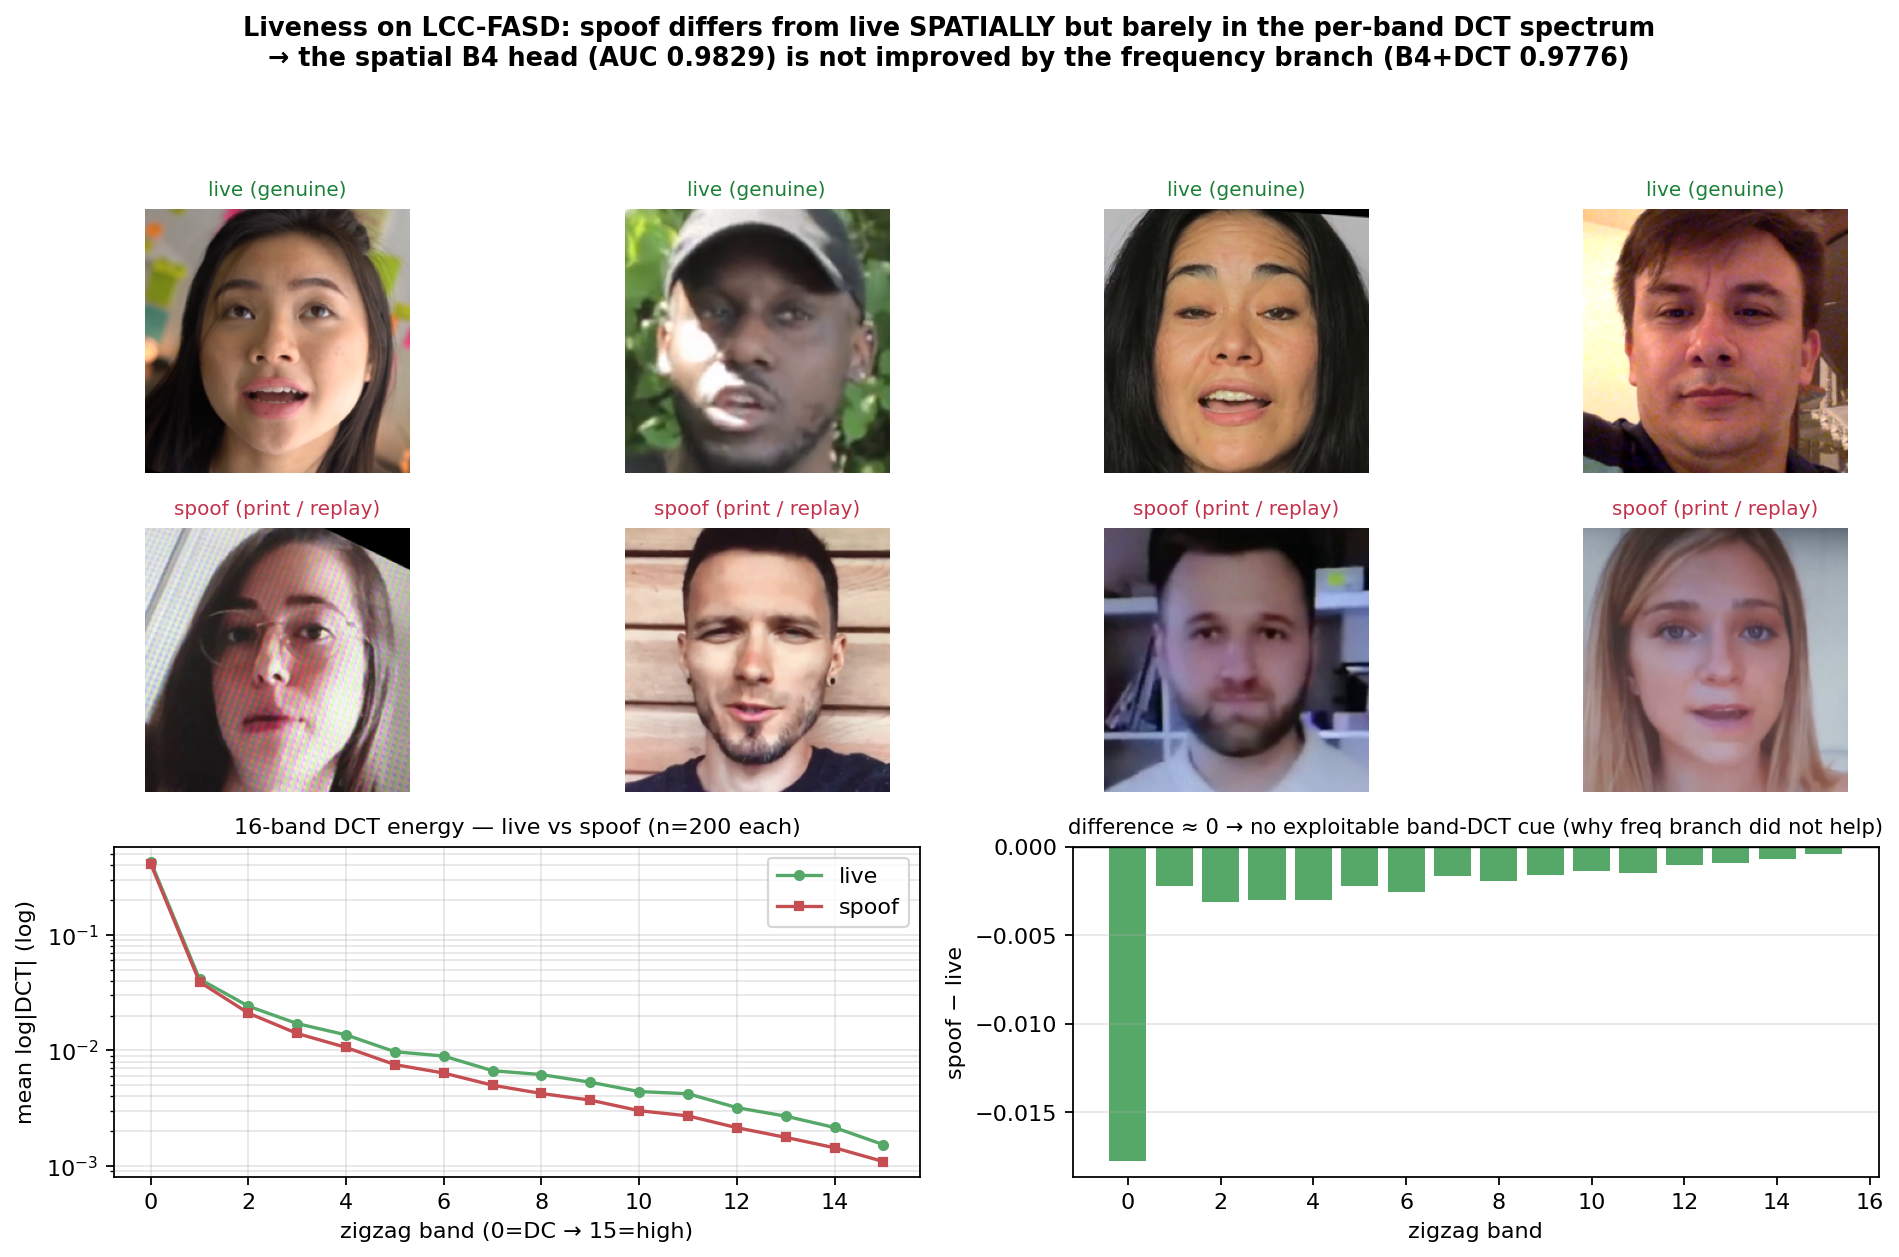 Liveness on LCC-FASD: spoof differs from live SPATIALLY but barely in the per-band DCT spectrum
→ the spatial B4 head (AUC 0.9829) is not improved by the frequency branch (B4+DCT 0.9776)
live (genuine)
live (genuine)
live (genuine)
live (genuine)
spoof (print / replay)
spoof (print / replay)
spoof (print / replay)
spoof (print / replay)
16-band DCT energy — live vs spoof (n=200 each)
live
spoof
10⁻¹
10⁻²
10⁻³
mean log|DCT| (log)
0 2 4 6 8 10 12 14
zigzag band (0=DC → 15=high)
difference ≈ 0 → no exploitable band-DCT cue (why freq branch did not help)
0.000
−0.005
−0.010
−0.015
spoof − live
0 2 4 6 8 10 12 14 16
zigzag band